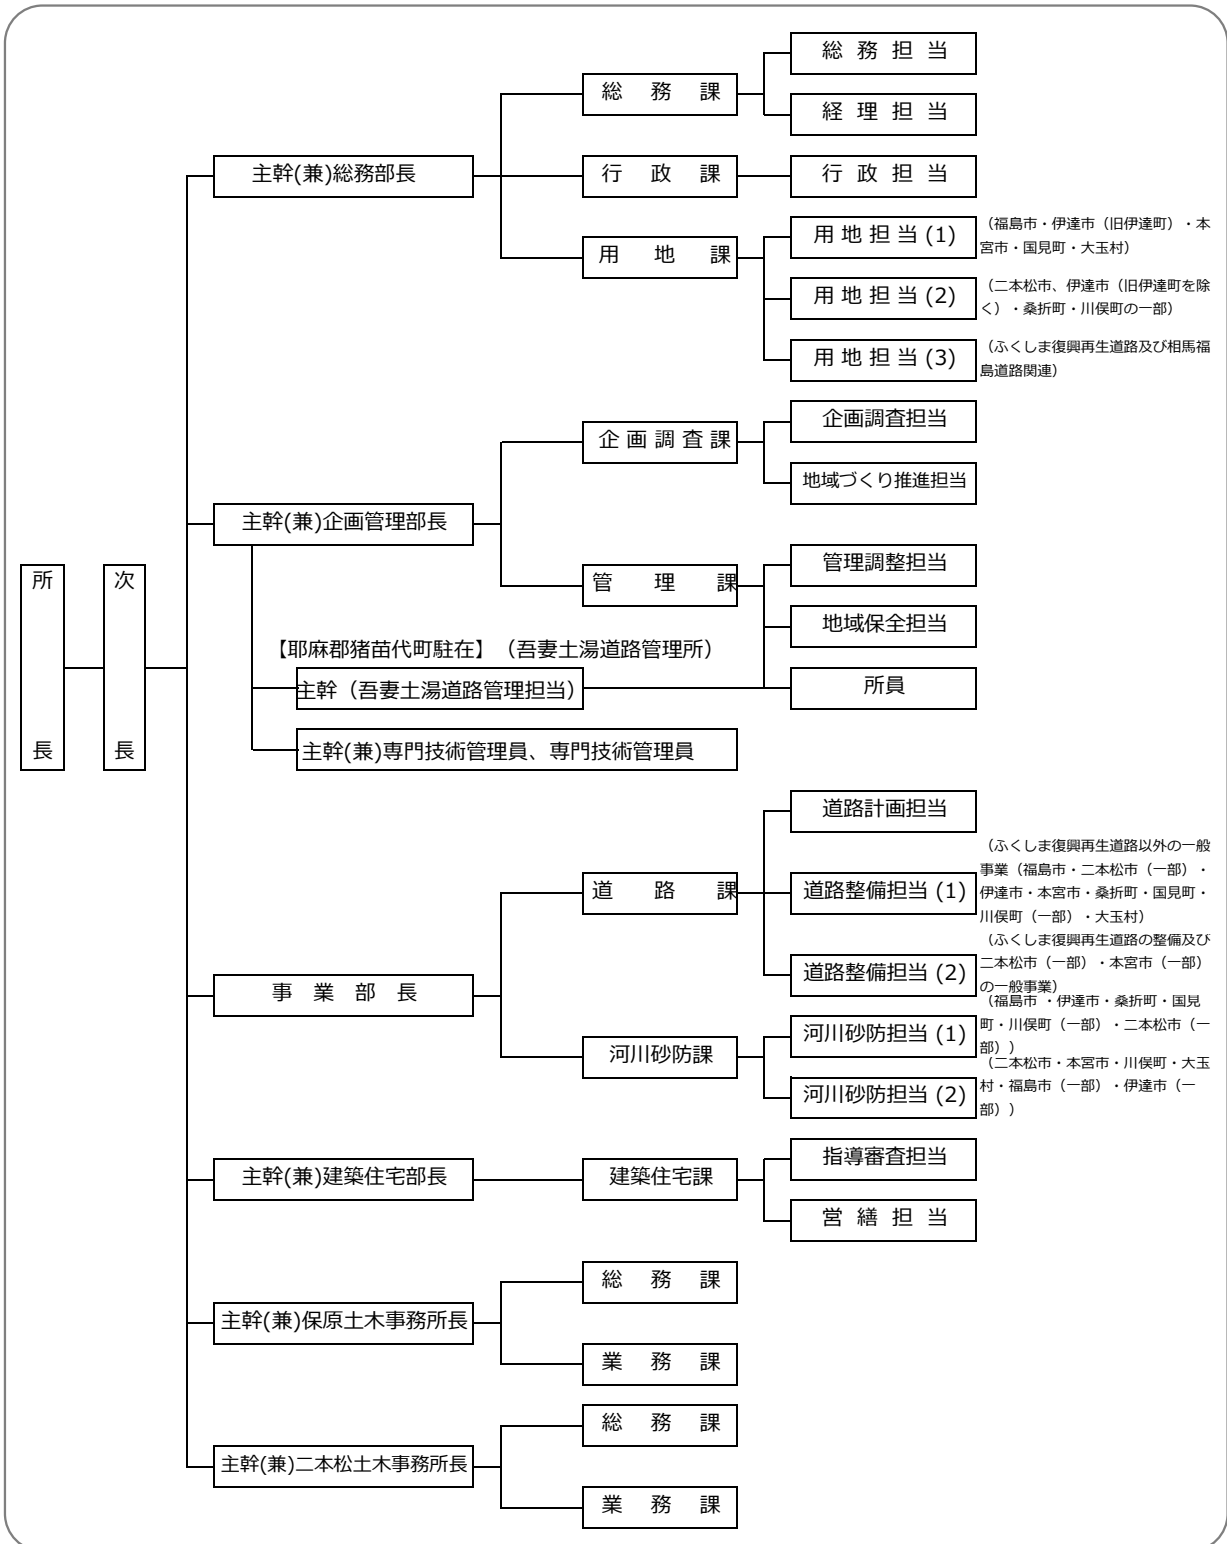 所長
次長
主幹(兼)総務部長
総務課
総務担当
経理担当
行政課
行政担当
用地課
用地担当(1)
（福島市・伊達市（旧伊達町）・本
宮市・国見町・大玉村）
用地担当(2)
（二本松市、伊達市（旧伊達町を除
く）・桑折町・川俣町の一部）
用地担当(3)
（ふくしま復興再生道路及び相馬福
島道路関連）
主幹(兼)企画管理部長
企画調査課
企画調査担当
地域づくり推進担当
管理課
管理調整担当
地域保全担当
【耶麻郡猪苗代町駐在】（吾妻土湯道路管理所）
主幹（吾妻土湯道路管理担当）
所員
主幹(兼)専門技術管理員、専門技術管理員
事業部長
道路課
道路計画担当
道路整備担当(1)
（ふくしま復興再生道路以外の一般
事業（福島市・二本松市（一部）・
伊達市・本宮市・桑折町・国見町・
川俣町（一部）・大玉村）
道路整備担当(2)
（ふくしま復興再生道路の整備及び
二本松市（一部）・本宮市（一部）
の一般事業）
河川砂防課
河川砂防担当(1)
（福島市 ・伊達市・桑折町・国見
町・川俣町（一部）・二本松市（一
部））
河川砂防担当(2)
（二本松市・本宮市・川俣町・大玉
村・福島市（一部）・伊達市（一
部））
主幹(兼)建築住宅部長
建築住宅課
指導審査担当
営繕担当
主幹(兼)保原土木事務所長
総務課
業務課
主幹(兼)二本松土木事務所長
総務課
業務課